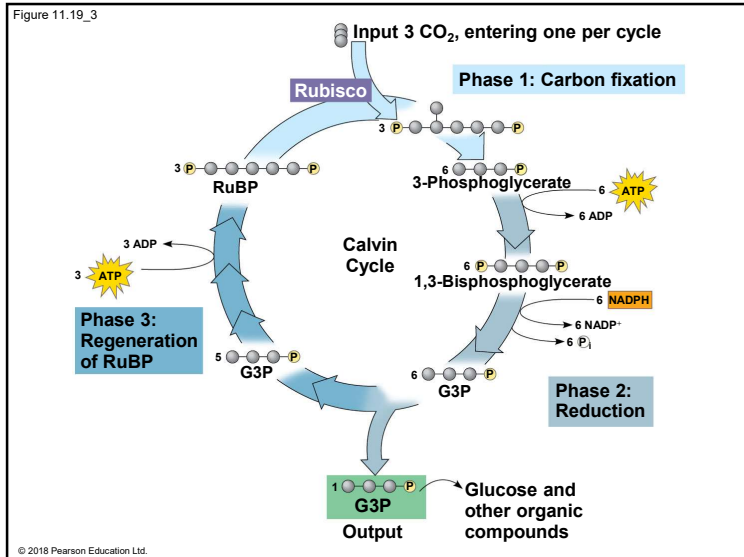 Figure 11.19_3
Input 3 CO₂, entering one per cycle
Rubisco
Phase 1: Carbon fixation
3 P P
3 P P
RuBP
6 P
3-Phosphoglycerate
6 ATP
6 ADP
3 ADP
3 ATP
Calvin
Cycle
6 P P
1,3-Bisphosphoglycerate
6 NADPH
6 NADP⁺
6 Pᵢ
Phase 3:
Regeneration
of RuBP
5 P
G3P
6 P
G3P
Phase 2:
Reduction
1 P
G3P
Output
Glucose and
other organic
compounds
© 2018 Pearson Education Ltd.